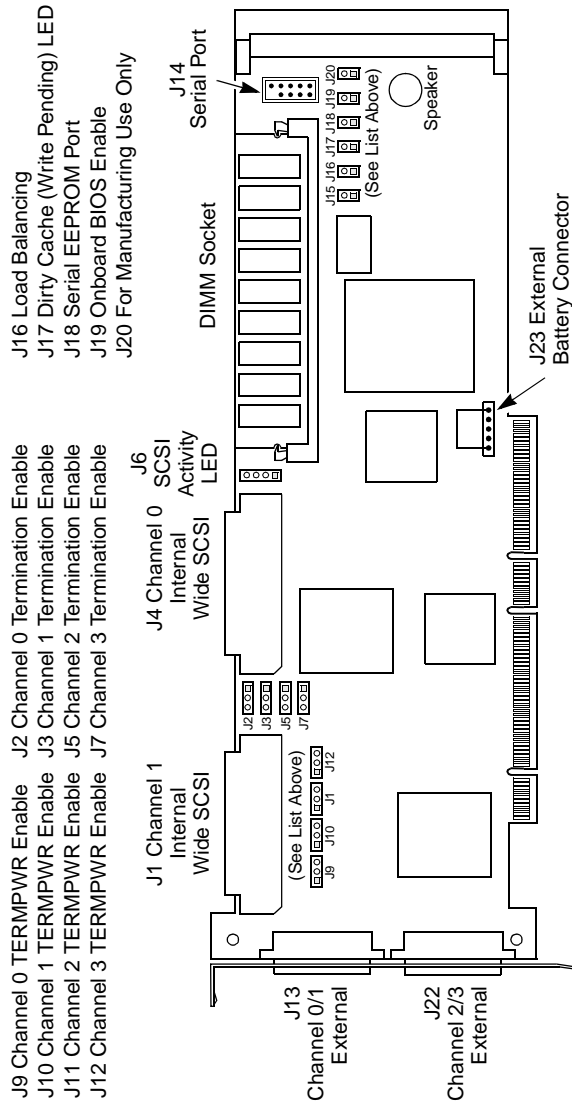 J9 Channel 0 TERMPWR Enable
J10 Channel 1 TERMPWR Enable
J11 Channel 2 TERMPWR Enable
J12 Channel 3 TERMPWR Enable
J2 Channel 0 Termination Enable
J3 Channel 1 Termination Enable
J5 Channel 2 Termination Enable
J7 Channel 3 Termination Enable
J16 Load Balancing
J17 Dirty Cache (Write Pending) LED
J18 Serial EEPROM Port
J19 Onboard BIOS Enable
J20 For Manufacturing Use Only
J1 Channel 1
Internal
Wide SCSI
J4 Channel 0
Internal
Wide SCSI
J6
SCSI
Activity
LED
DIMM Socket
J14
Serial Port
J2
J3
J5
J7
(See List Above)
J9
J10
J1
J12
J15
J16
J17
J18
J19
J20
(See List Above)
Speaker
J13
Channel 0/1
External
J22
Channel 2/3
External
J23 External
Battery Connector